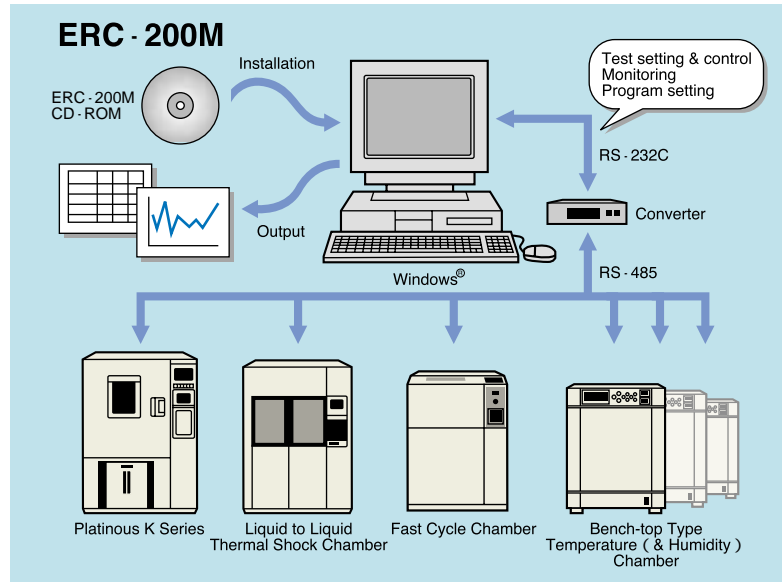 ERC - 200M
Installation
ERC - 200M
CD - ROM
Test setting & control
Monitoring
Program setting
RS - 232C
Converter
Output
Windows®
RS - 485
Platinous K Series
Liquid to Liquid
Thermal Shock Chamber
Fast Cycle Chamber
Bench-top Type
Temperature ( & Humidity )
Chamber